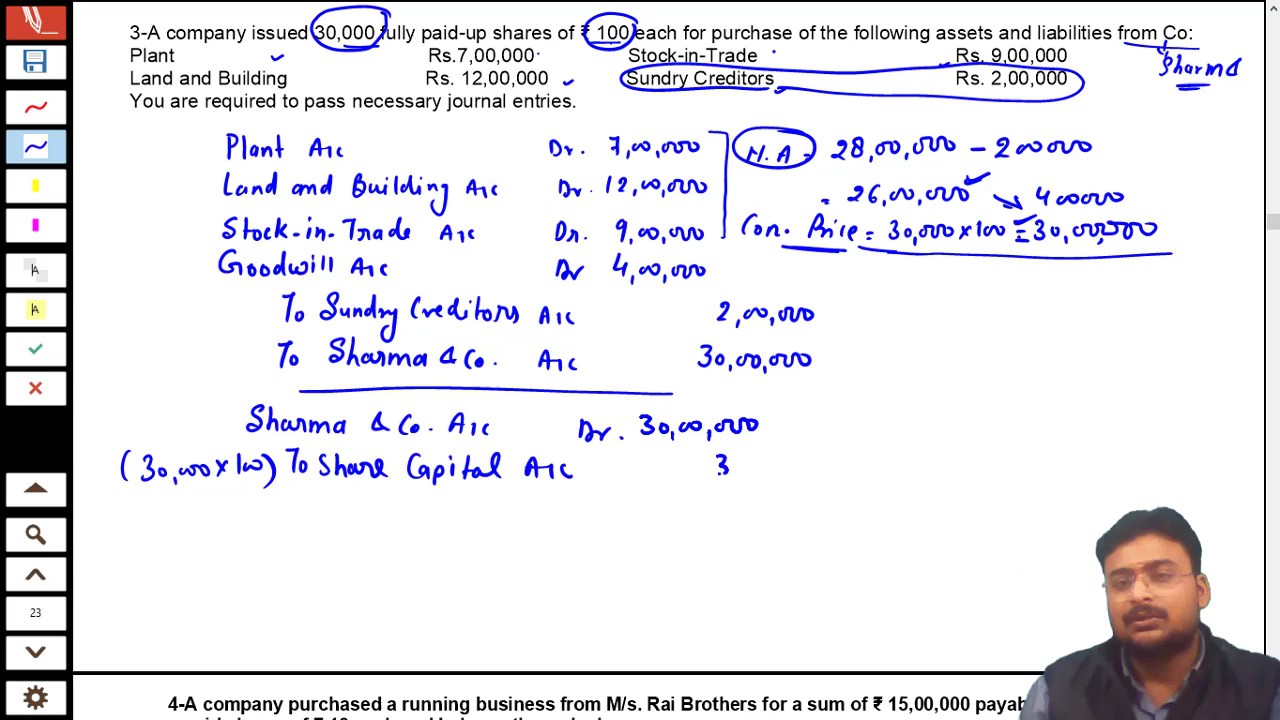 3-A company issued 30,000 fully paid-up shares of ₹ 100 each for purchase of the following assets and liabilities from Co:
Plant Rs.7,00,000 Stock-in-Trade Rs. 9,00,000
Sharma
Land and Building Rs. 12,00,000 Sundry Creditors Rs. 2,00,000
You are required to pass necessary journal entries.
Plant A/c Dr. 7,00,000 N.A = 28,00,000 - 200000
Land and Building A/c Dr. 12,00,000 = 26,00,000 400000
Stock-in-Trade A/c Dr. 9,00,000 Con. Price = 30,000 x 100 = 30,00,000
Goodwill A/c Dr 4,00,000
To Sundry Creditors A/c 2,00,000
To Sharma & Co. A/c 30,00,000
Sharma & Co. A/c Dr. 30,00,000
(30,000 x 100) To Share Capital A/c 3
23
4-A company purchased a running business from M/s. Rai Brothers for a sum of ₹ 15,00,000